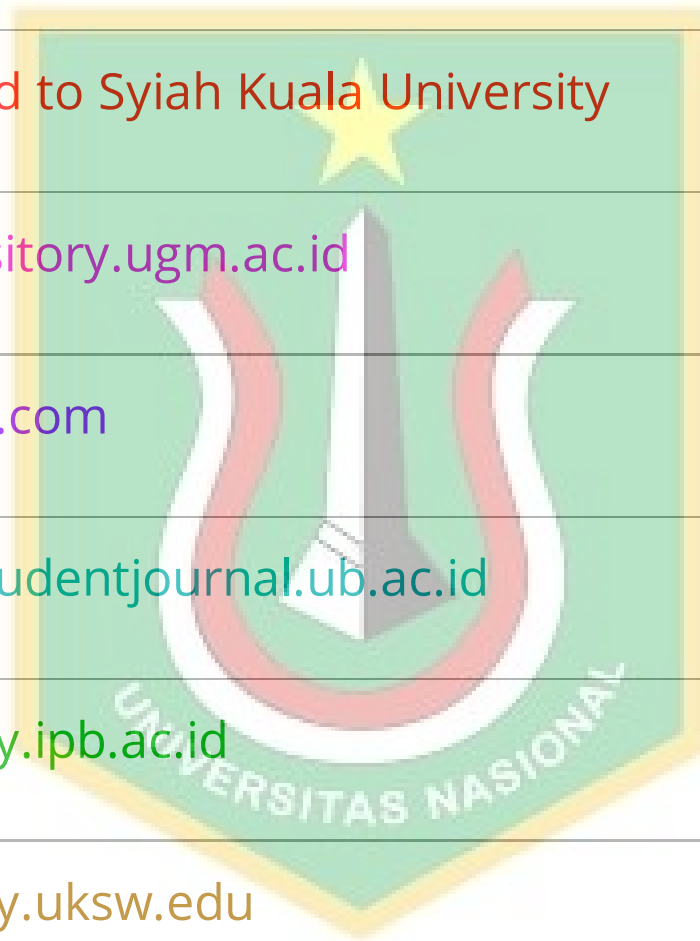 d to Syiah Kuala University
sitory.ugm.ac.id
.com
udentjournal.ub.ac.id
y.ipb.ac.id
UNIVERSITAS NASIONAL
y.uksw.edu